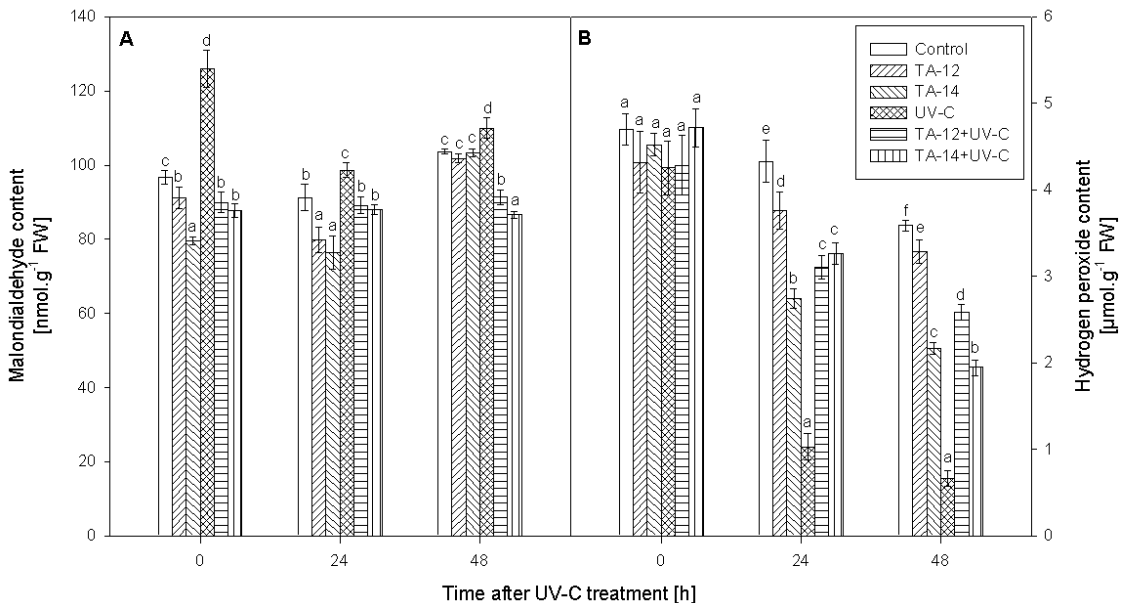 140
120
100
80
60
40
20
0
Malondialdehyde content
[nmol.g⁻¹ FW]
A
c b a d b b
b a a c b b
c c c d b a
0 24 48
B
a a a a a a
e d b a c c
f e c a d b
0 24 48
Control
TA-12
TA-14
UV-C
TA-12+UV-C
TA-14+UV-C
6
5
4
3
2
1
0
Hydrogen peroxide content
[µmol.g⁻¹ FW]
Time after UV-C treatment [h]